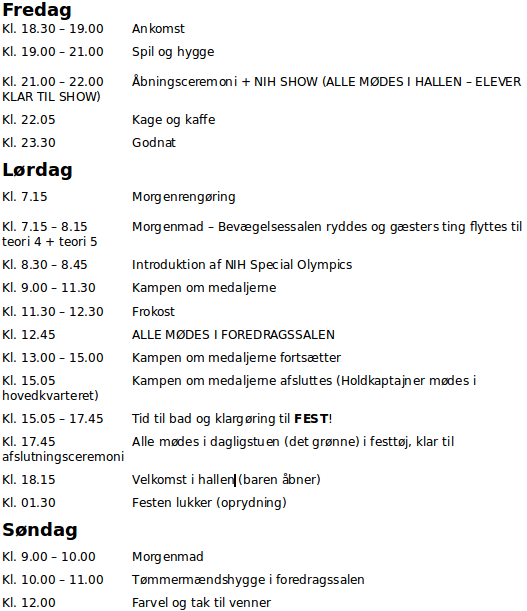 Fredag
Kl. 18.30 – 19.00 Ankomst
Kl. 19.00 – 21.00 Spil og hygge
Kl. 21.00 – 22.00 Åbningsceremoni + NIH SHOW (ALLE MØDES I HALLEN – ELEVER
KLAR TIL SHOW)
Kl. 22.05 Kage og kaffe
Kl. 23.30 Godnat
Lørdag
Kl. 7.15 Morgenrengøring
Kl. 7.15 – 8.15 Morgenmad – Bevægelsessalen ryddes og gæsters ting flyttes til
teori 4 + teori 5
Kl. 8.30 – 8.45 Introduktion af NIH Special Olympics
Kl. 9.00 – 11.30 Kampen om medaljerne
Kl. 11.30 – 12.30 Frokost
Kl. 12.45 ALLE MØDES I FOREDRAGSSALEN
Kl. 13.00 – 15.00 Kampen om medaljerne fortsætter
Kl. 15.05 Kampen om medaljerne afsluttes (Holdkaptajner mødes i
hovedkvarteret)
Kl. 15.05 – 17.45 Tid til bad og klargøring til FEST!
Kl. 17.45 Alle mødes i dagligstuen (det grønne) i festtøj, klar til
afslutningsceremoni
Kl. 18.15 Velkomst i hallen (baren åbner)
Kl. 01.30 Festen lukker (oprydning)
Søndag
Kl. 9.00 – 10.00 Morgenmad
Kl. 10.00 – 11.00 Tømmermændshygge i foredragssalen
Kl. 12.00 Farvel og tak til venner